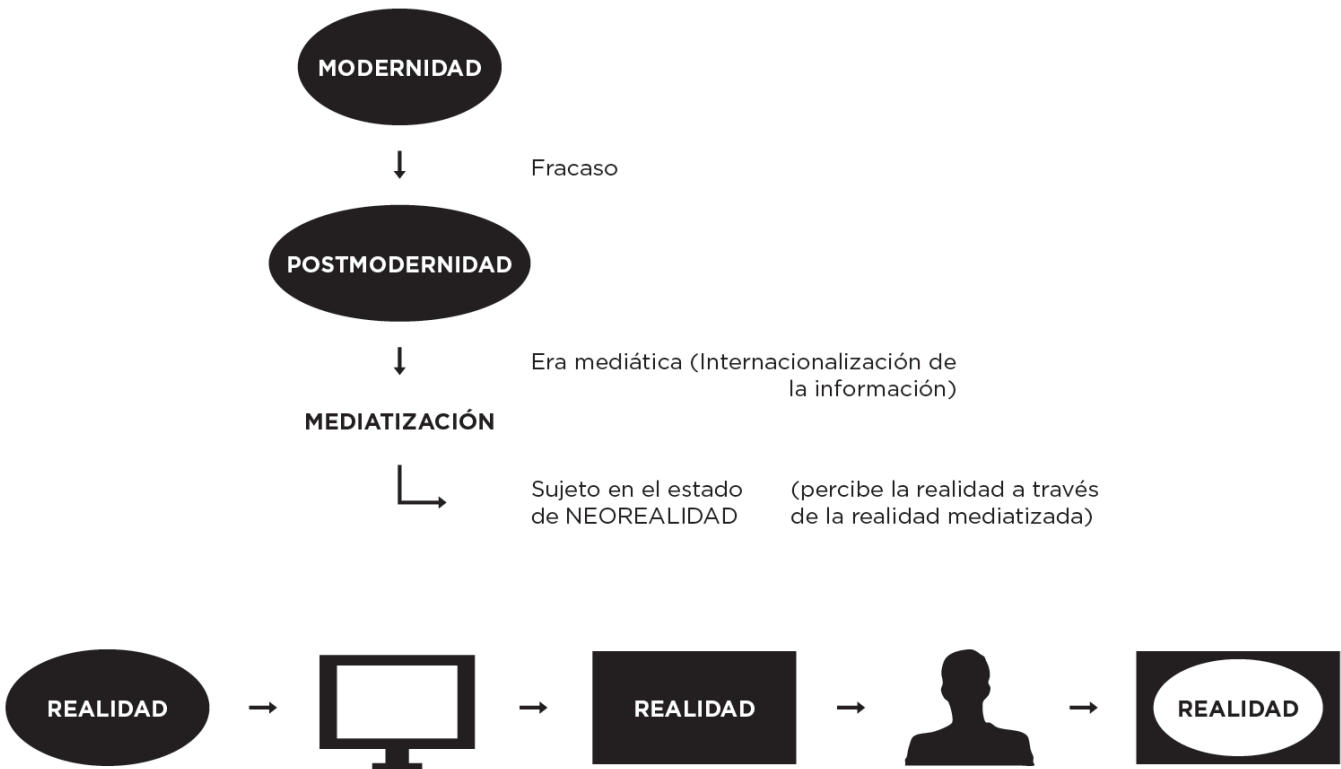 MODERNIDAD
Fracaso
POSTMODERNIDAD
Era mediática (Internacionalización de
la información)
MEDIATIZACIÓN
Sujeto en el estado
de NEOREALIDAD
(percibe la realidad a través
de la realidad mediatizada)
REALIDAD
REALIDAD
REALIDAD